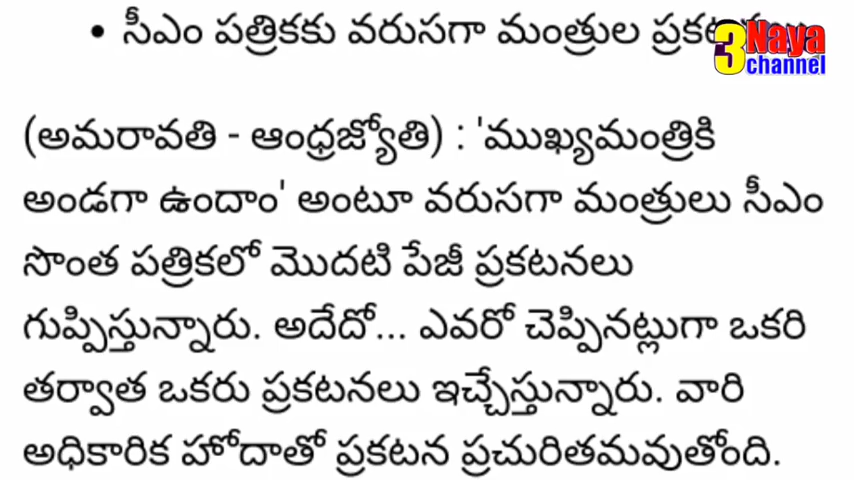 • సీఎం పత్రికకు వరుసగా మంత్రుల
3 Naya
channel
(అమరావతి - ఆంధ్రజ్యోతి) : 'ముఖ్యమంత్రికి
అండగా ఉందాం' అంటూ వరుసగా మంత్రులు సీఎం
సొంత పత్రికలో మొదటి పేజీ ప్రకటనలు
గుప్పిస్తున్నారు. అదేదో... ఎవరో చెప్పినట్లుగా ఒకరి
తర్వాత ఒకరు ప్రకటనలు ఇచ్చేస్తున్నారు. వారి
అధికారిక హోదాతో ప్రకటన ప్రచురితమవుతోంది.